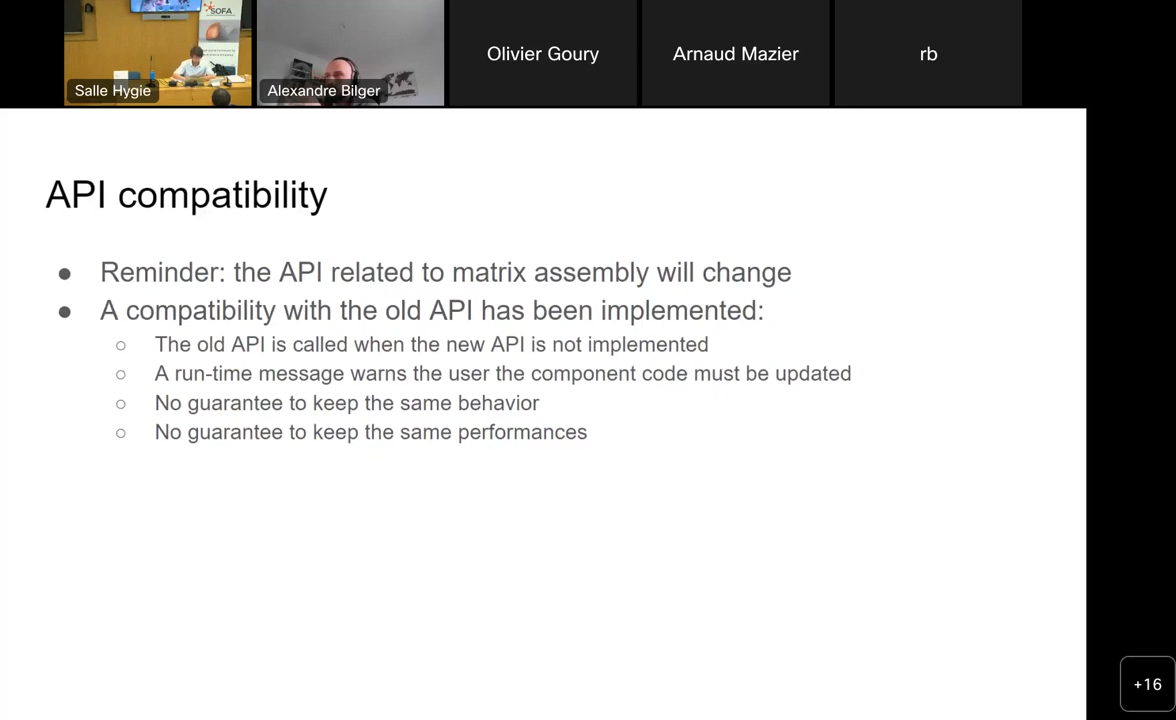 SOFA
Salle Hygie
Alexandre Bilger
Olivier Goury
Arnaud Mazier
rb
API compatibility
● Reminder: the API related to matrix assembly will change
● A compatibility with the old API has been implemented:
○ The old API is called when the new API is not implemented
○ A run-time message warns the user the component code must be updated
○ No guarantee to keep the same behavior
○ No guarantee to keep the same performances
+16